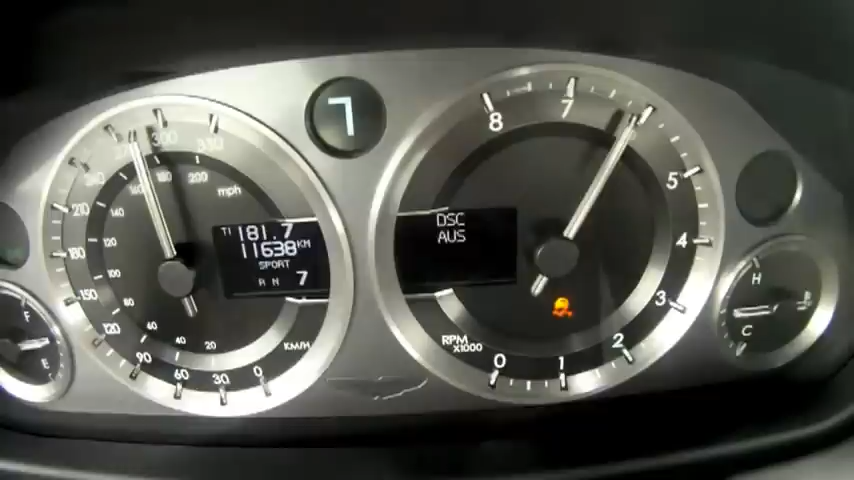 7
330
300
240
210
180
150
120
90
60
30
0
KM/H
200
180
160
140
120
100
80
60
40
20
mph
T1 181.7
11638 KM
SPORT
R N 7
DSC
AUS
8
7
5
4
3
2
1
0
RPM
X1000
F
E
H
C